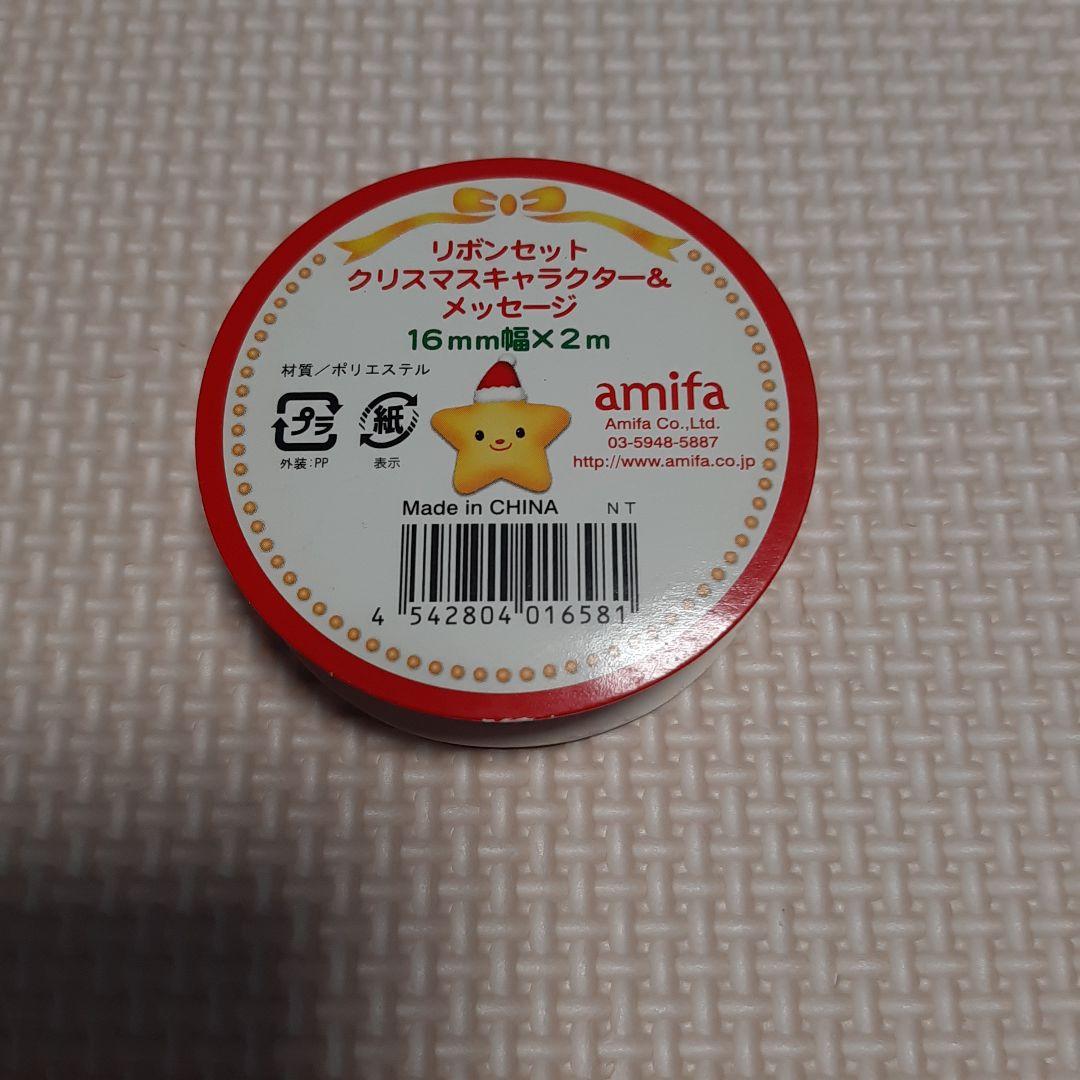 リボンセット
クリスマスキャラクター&
メッセージ
16mm幅×2m
材質/ポリエステル
プラ
外装:PP
紙
表示
amifa
Amifa Co.,Ltd.
03-5948-5887
http://www.amifa.co.jp
Made in CHINA NT
4 542804 016581